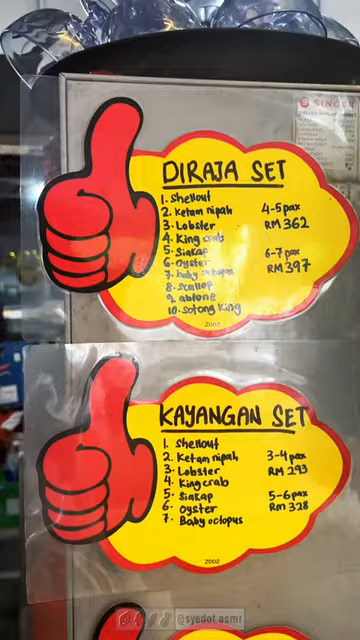 SINGER
DIRAJA SET
1. Shellout
2. Ketam nipah 4-5 pax
3. Lobster RM 362
4. King crab
5. Siakap 6-7 pax
6. Oyster RM 397
7. baby octopus
8. scallop
9. ablone
10. Sotong King
Z002
KAYANGAN SET
1. Shellout
2. Ketam nipah 3-4 pax
3. Lobster RM 293
4. King crab
5. Siakap 5-6 pax
6. Oyster RM 328
7. Baby octopus
Z002
@syedot.asmr